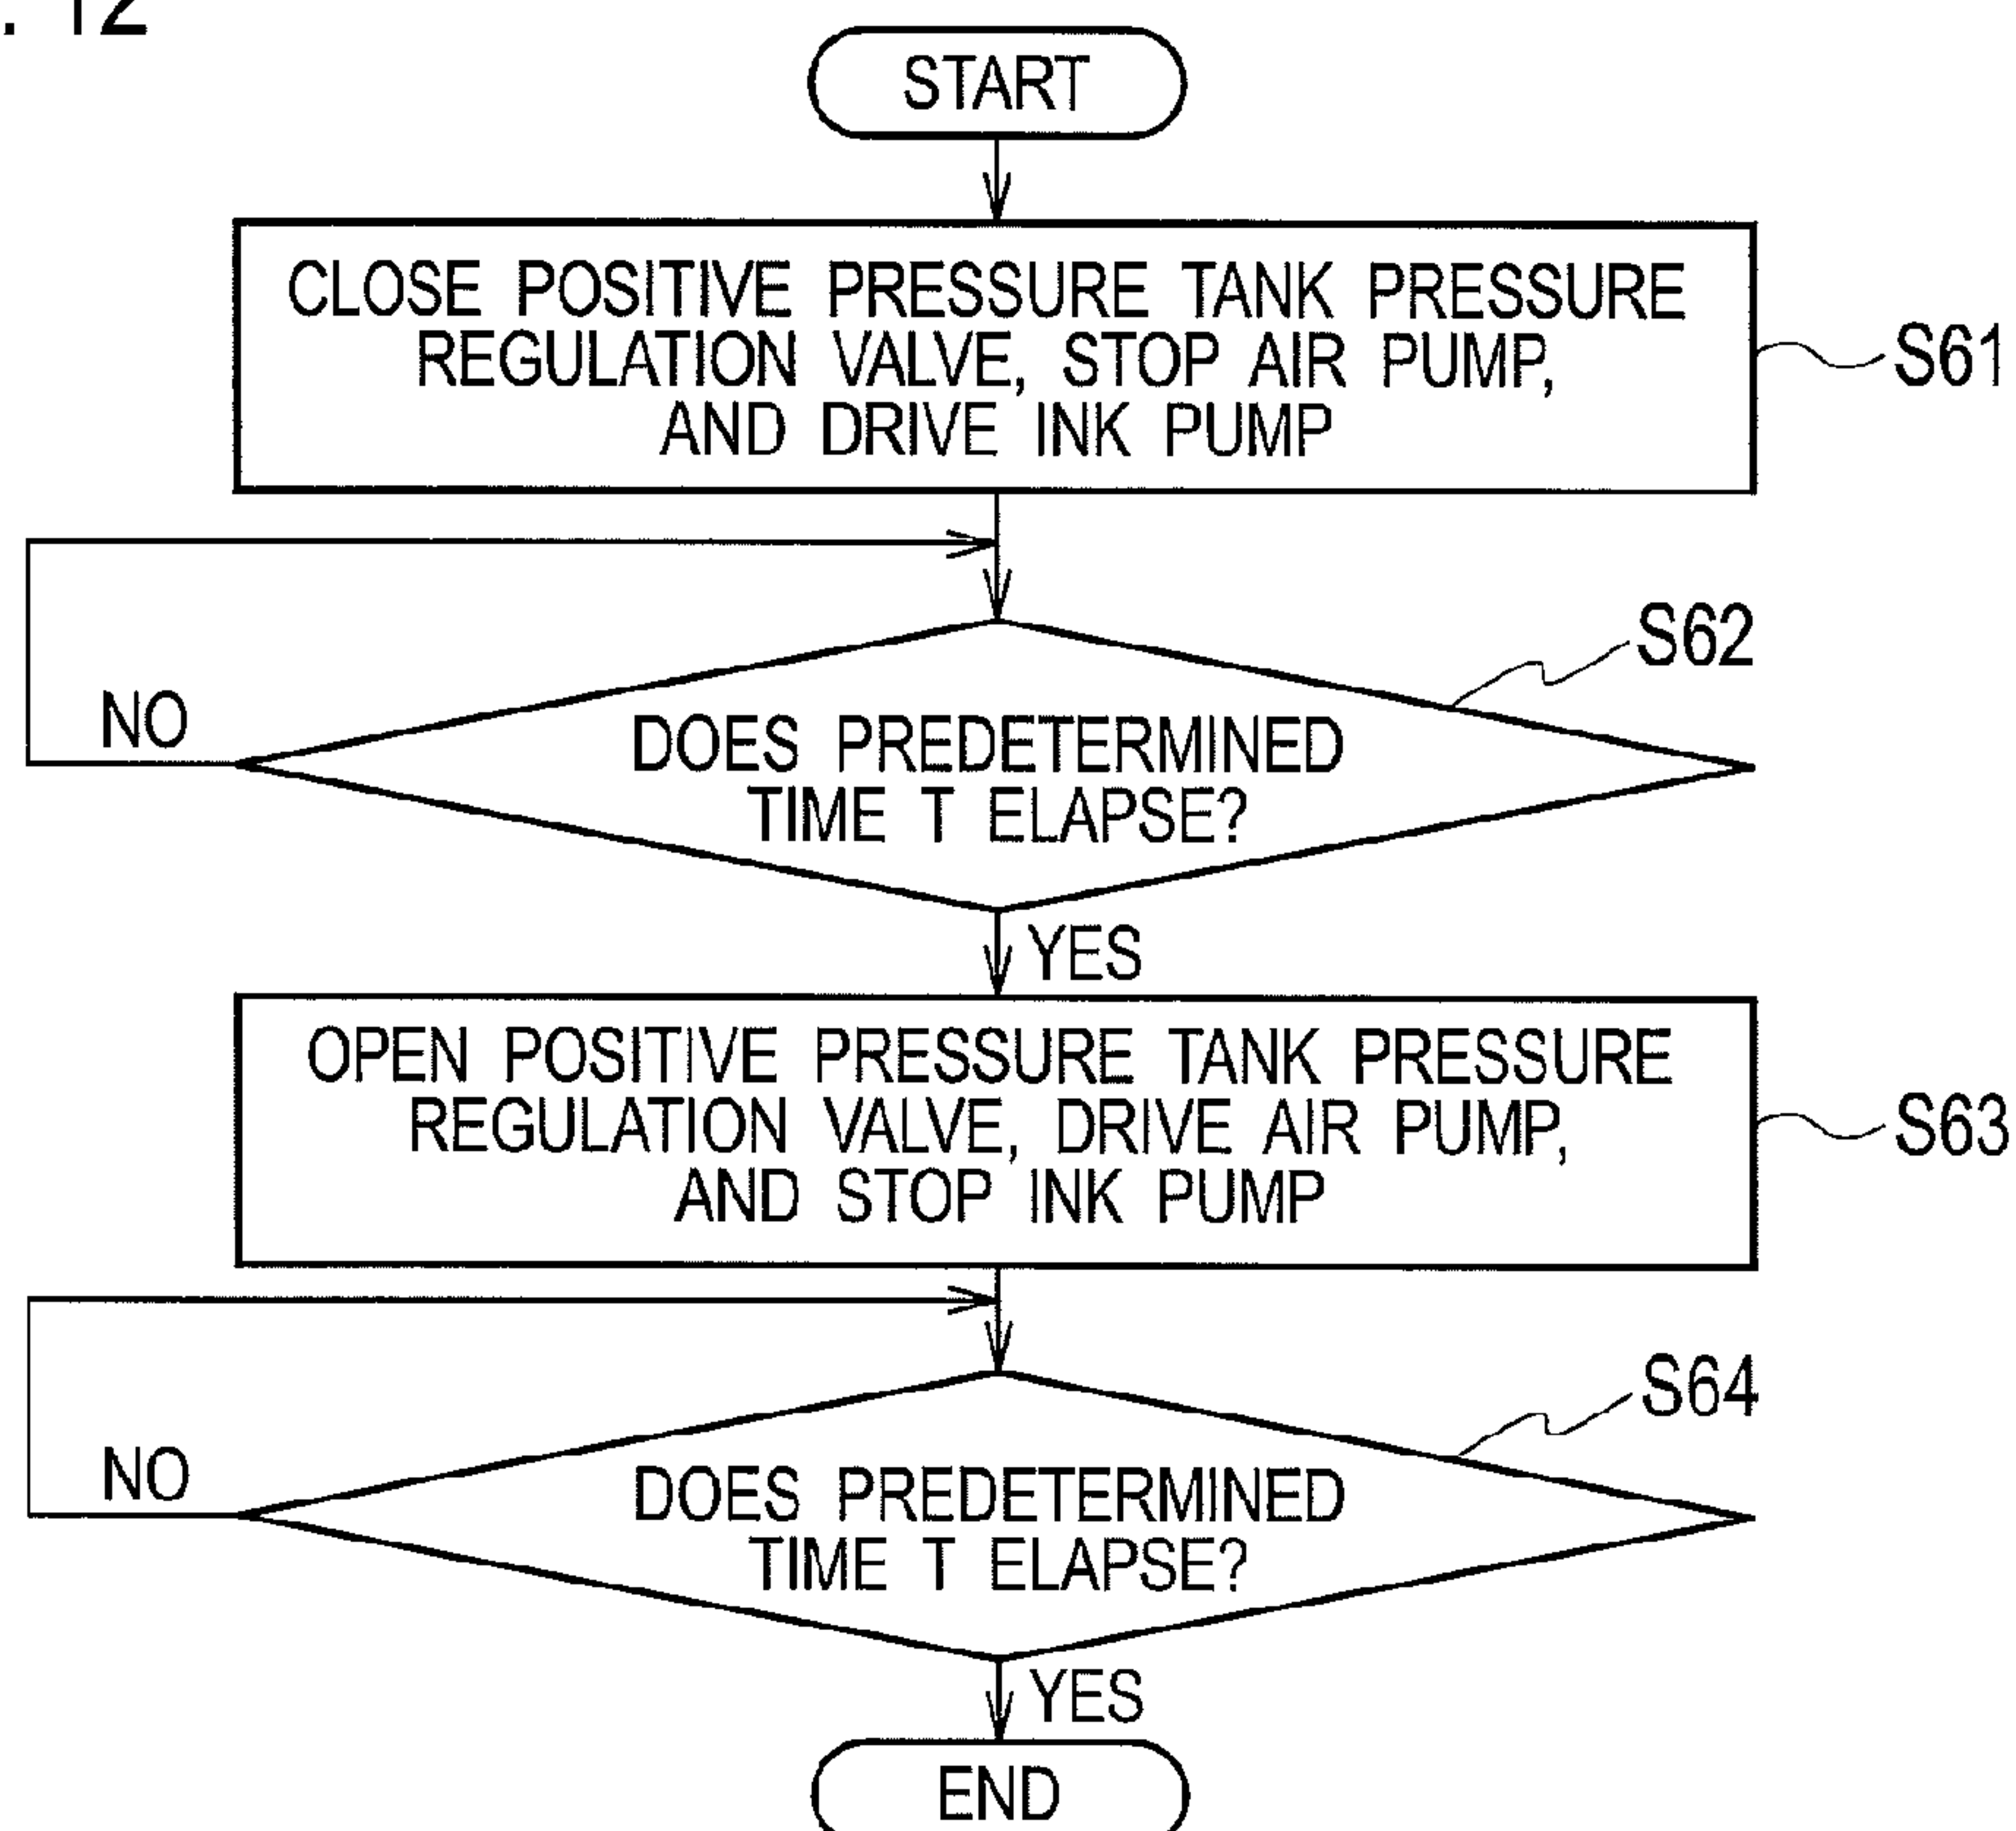 . 12
START
CLOSE POSITIVE PRESSURE TANK PRESSURE
REGULATION VALVE, STOP AIR PUMP,
AND DRIVE INK PUMP
S61
S62
NO
DOES PREDETERMINED
TIME T ELAPSE?
YES
OPEN POSITIVE PRESSURE TANK PRESSURE
REGULATION VALVE, DRIVE AIR PUMP,
AND STOP INK PUMP
S63
S64
NO
DOES PREDETERMINED
TIME T ELAPSE?
YES
END